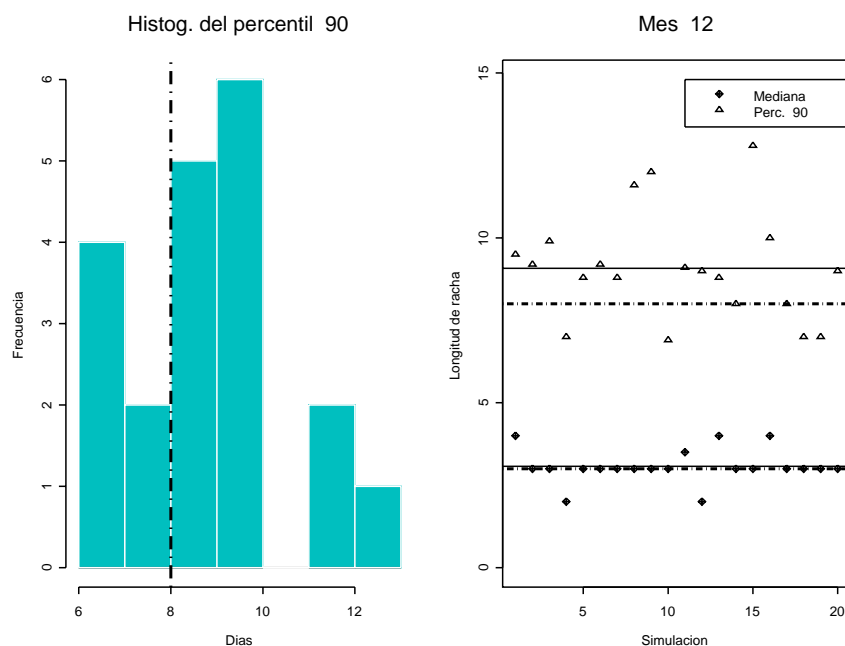 Histog. del percentil 90
Frecuencia
6
5
4
3
2
1
0
6 8 10 12
Dias
Mes 12
Mediana
Perc. 90
Longitud de racha
15
10
5
0
5 10 15 20
Simulacion